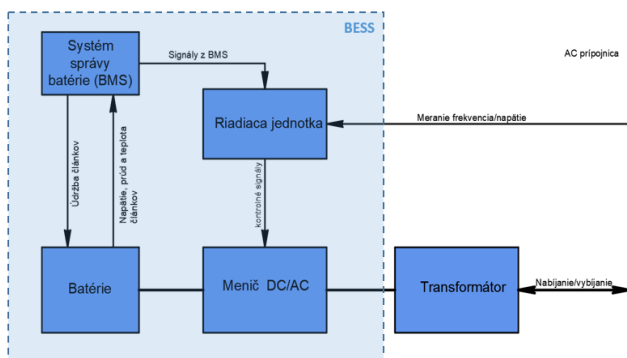 BESS
Systém
správy
batérie (BMS)
Signály z BMS
AC prípojnica
Riadiaca jednotka
Meranie frekvencia/napätie
Údržba článkov
Napätie, prúd a teplota
článkov
kontrolné signály
Batérie
Menič DC/AC
Transformátor
Nabíjanie/vybíjanie